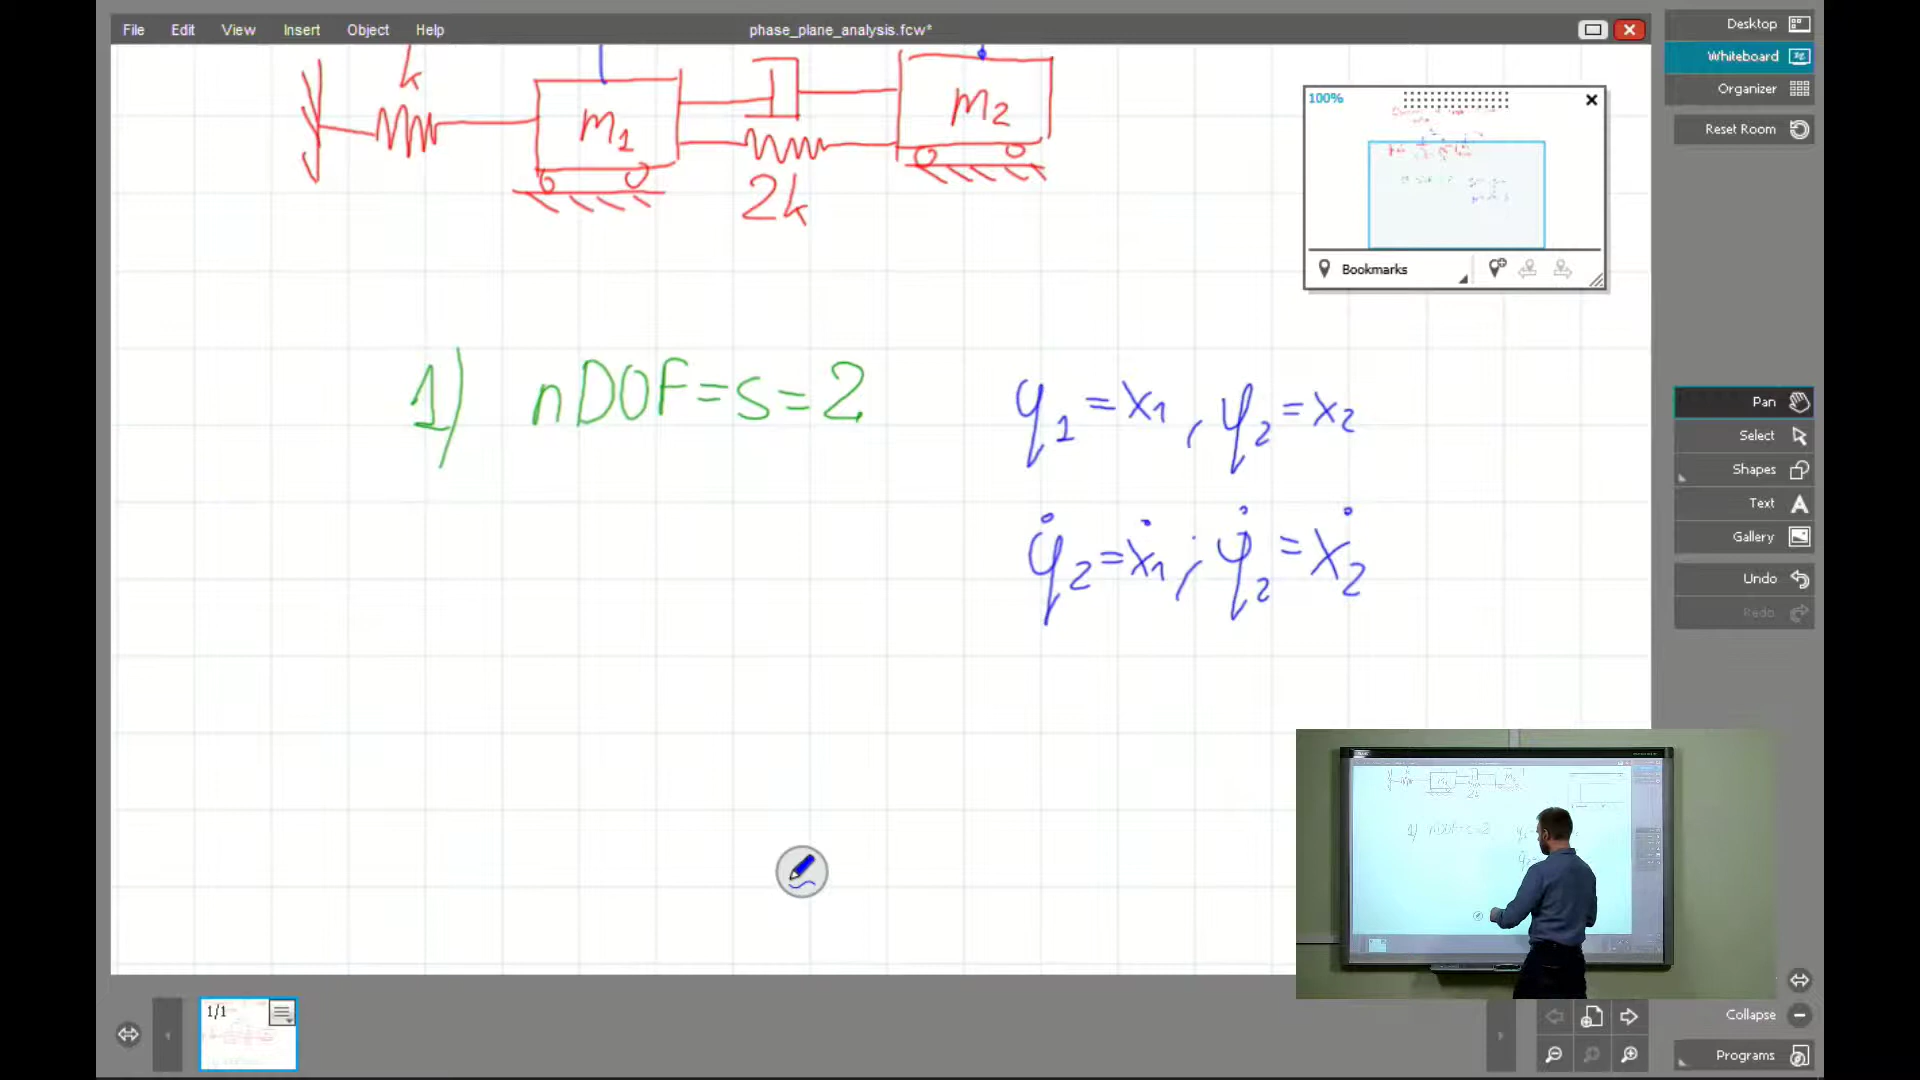 File Edit View Insert Object Help phase_plane_analysis.fcw*
Desktop
Whiteboard
Organizer
Reset Room
k
m1
m2
2k
100%
Bookmarks
1) nDOF=s=2
q1=x1, q2=x2
q̇2=ẋ1; q̇2=ẋ2
Pan
Select
Shapes
Text
Gallery
Undo
Redo
1/1
Collapse
Programs